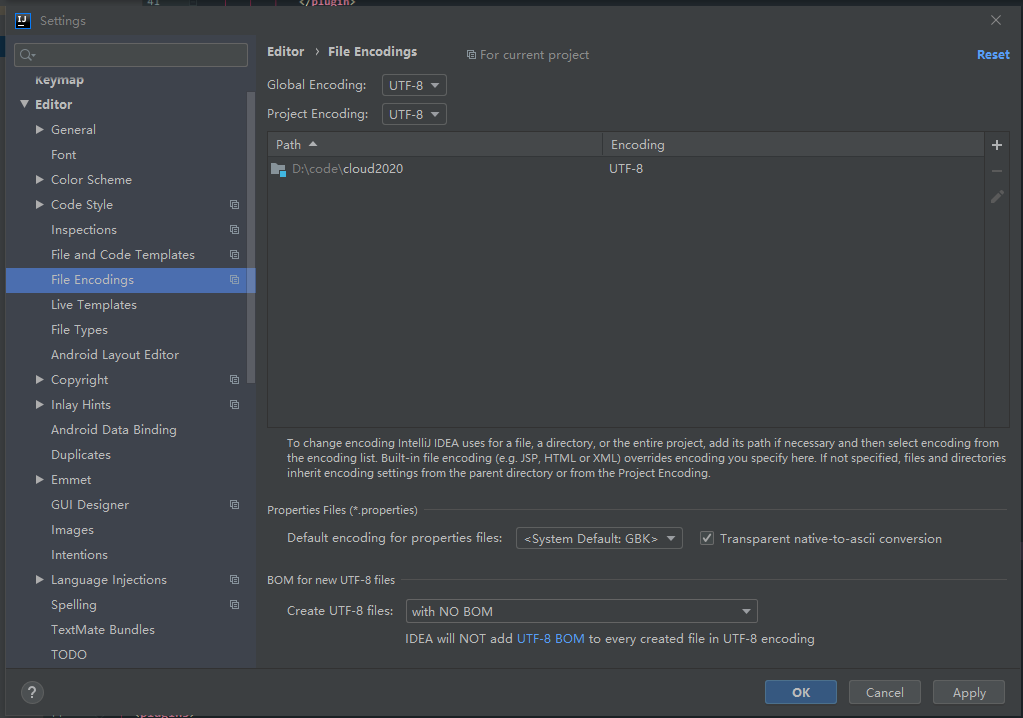 41 </plugin>
IJ Settings
Keymap
Editor
General
Font
Color Scheme
Code Style
Inspections
File and Code Templates
File Encodings
Live Templates
File Types
Android Layout Editor
Copyright
Inlay Hints
Android Data Binding
Duplicates
Emmet
GUI Designer
Images
Intentions
Language Injections
Spelling
TextMate Bundles
TODO
Editor › File Encodings For current project Reset
Global Encoding: UTF-8
Project Encoding: UTF-8
Path Encoding
D:\code\cloud2020 UTF-8
To change encoding IntelliJ IDEA uses for a file, a directory, or the entire project, add its path if necessary and then select encoding from
the encoding list. Built-in file encoding (e.g. JSP, HTML or XML) overrides encoding you specify here. If not specified, files and directories
inherit encoding settings from the parent directory or from the Project Encoding.
Properties Files (*.properties)
Default encoding for properties files: <System Default: GBK> Transparent native-to-ascii conversion
BOM for new UTF-8 files
Create UTF-8 files: with NO BOM
IDEA will NOT add UTF-8 BOM to every created file in UTF-8 encoding
? OK Cancel Apply